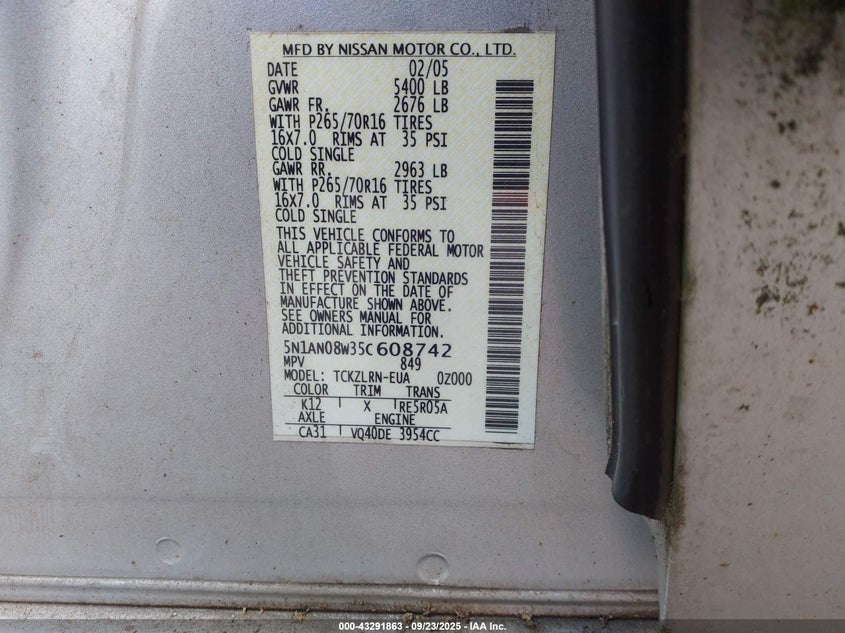 MFD BY NISSAN MOTOR CO., LTD.
DATE 02/05
GVWR 5400 LB
GAWR FR. 2676 LB
WITH P265/70R16 TIRES
16X7.0 RIMS AT 35 PSI
COLD SINGLE
GAWR RR. 2963 LB
WITH P265/70R16 TIRES
16X7.0 RIMS AT 35 PSI
COLD SINGLE
THIS VEHICLE CONFORMS TO
ALL APPLICABLE FEDERAL MOTOR
VEHICLE SAFETY AND
THEFT PREVENTION STANDARDS
IN EFFECT ON THE DATE OF
MANUFACTURE SHOWN ABOVE.
SEE OWNERS MANUAL FOR
ADDITIONAL INFORMATION.
5N1AN08W35C608742
MPV 849
MODEL: TCKZLRN-EUA 0Z000
COLOR TRIM TRANS
K12 X RE5R05A
AXLE ENGINE
CA31 VQ40DE 3954CC
000-43291863 - 09/23/2025 - IAA Inc.